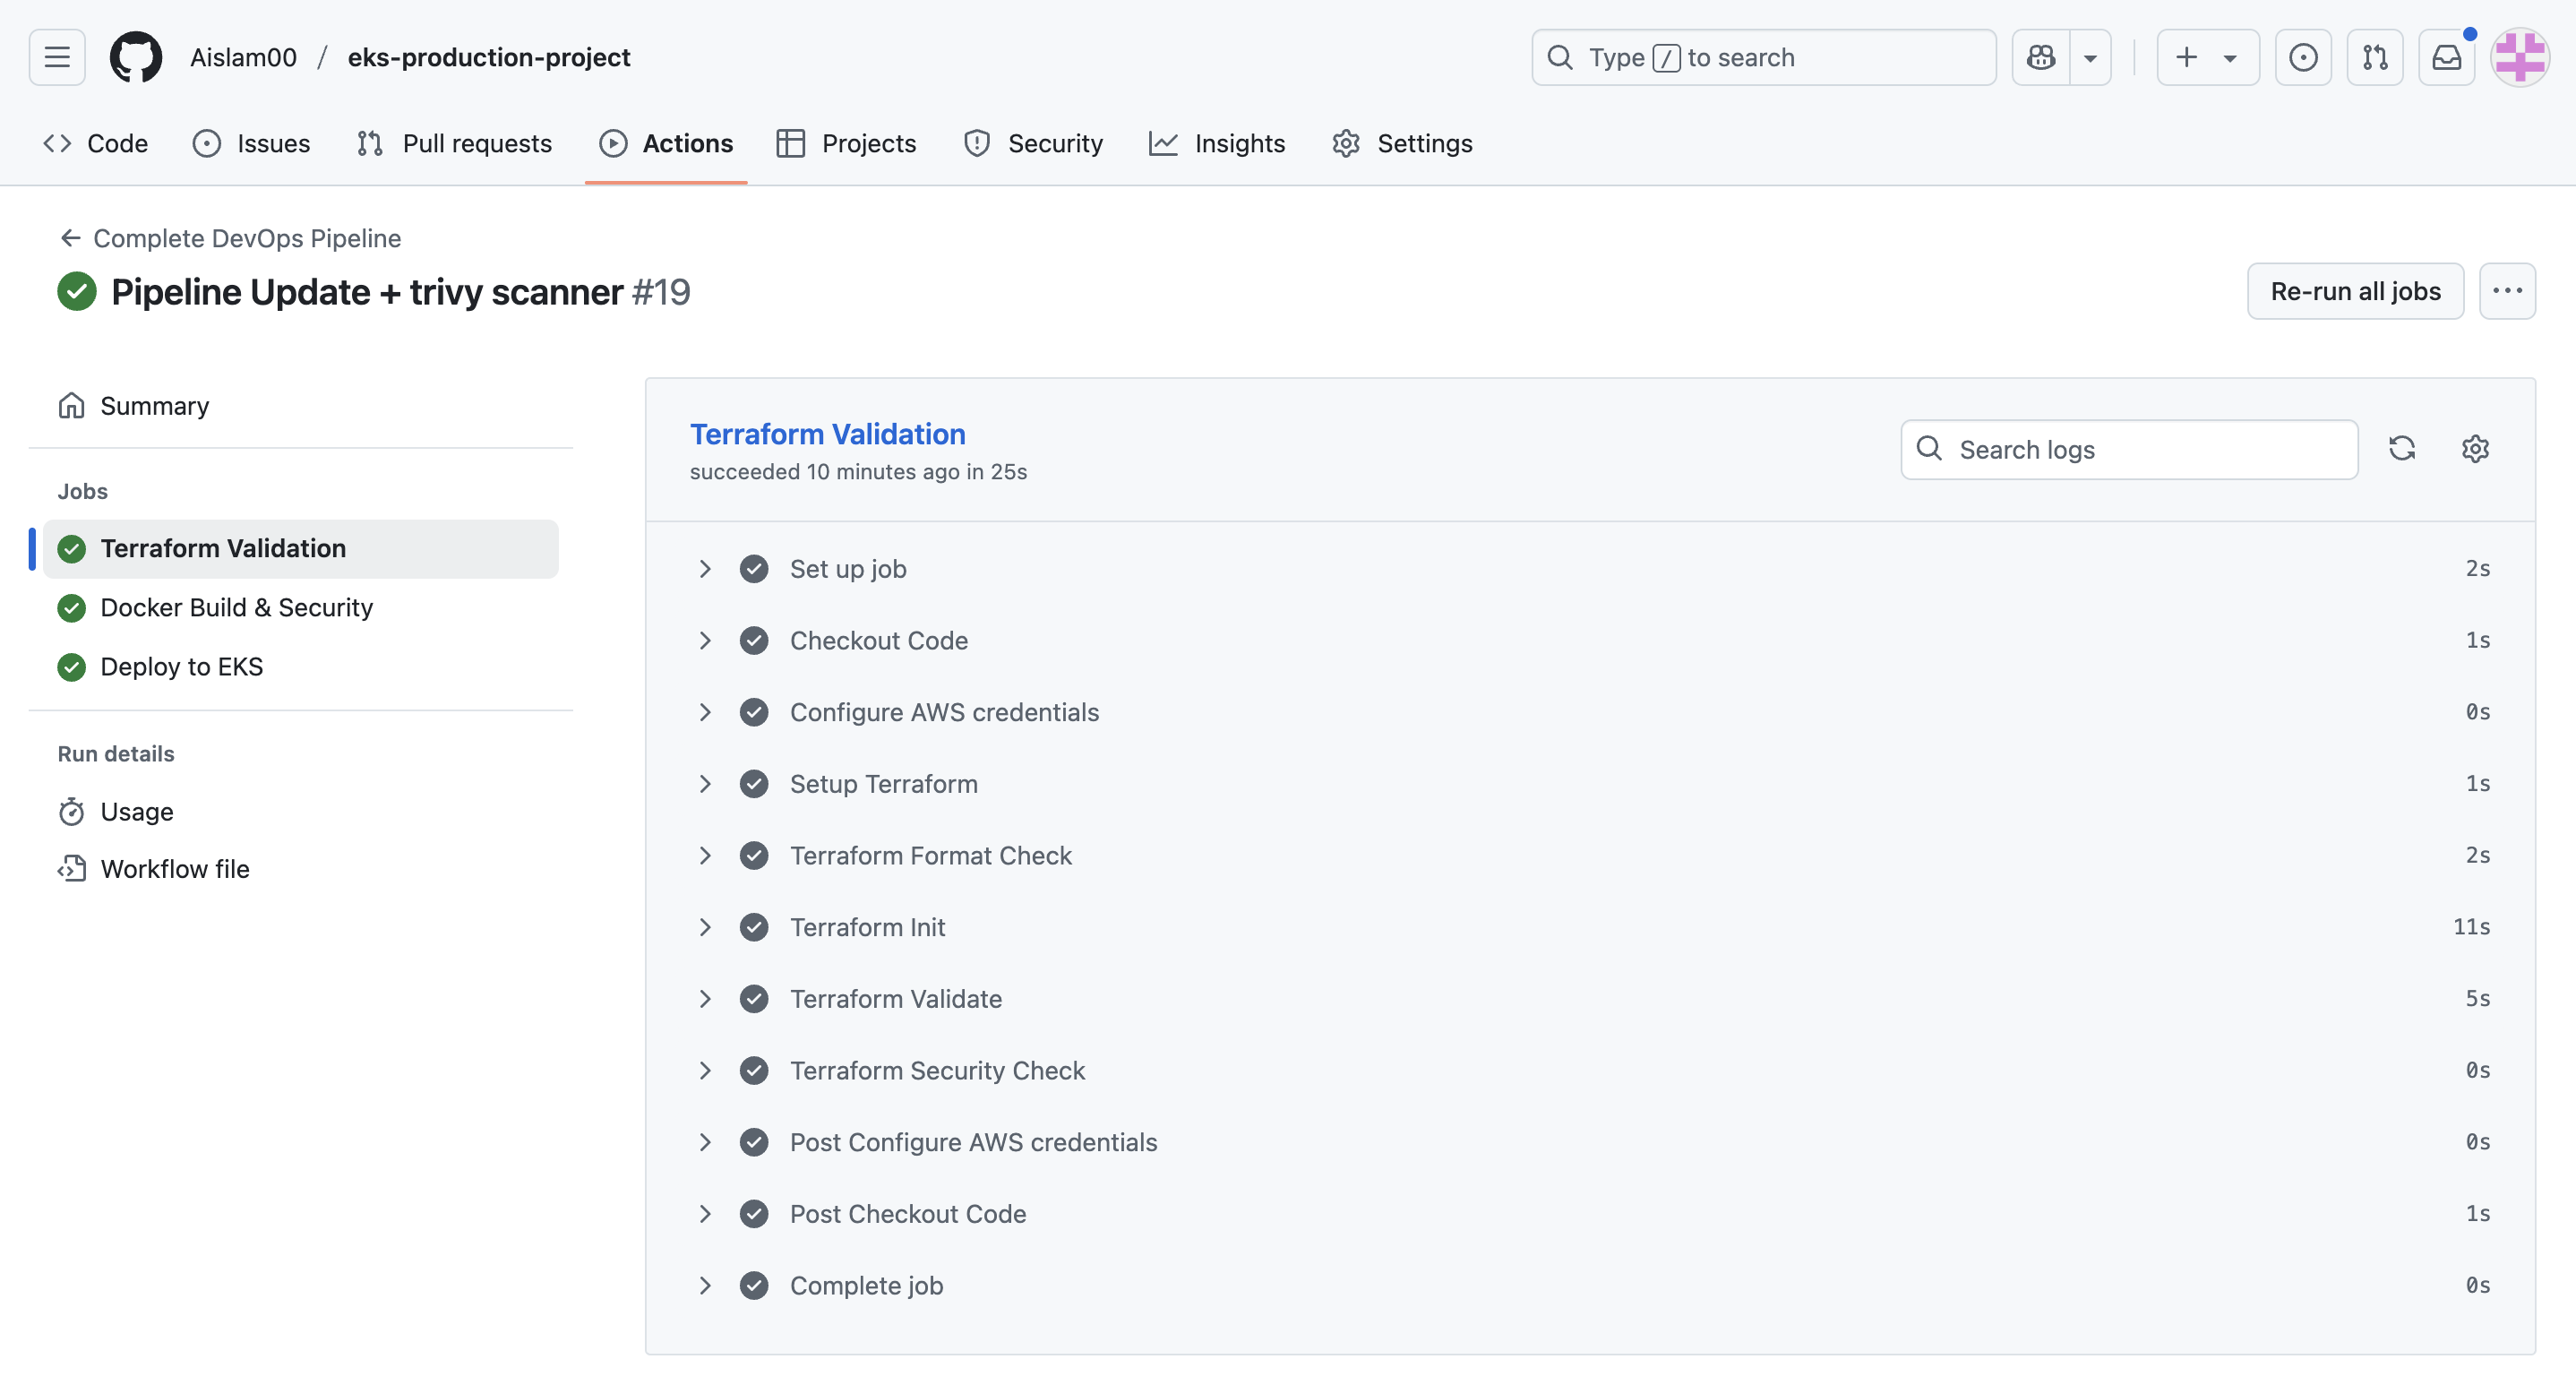 Aislam00 / eks-production-project
Type / to search
Code
Issues
Pull requests
Actions
Projects
Security
Insights
Settings
Complete DevOps Pipeline
Pipeline Update + trivy scanner #19
Re-run all jobs
Summary
Jobs
Terraform Validation
Docker Build & Security
Deploy to EKS
Run details
Usage
Workflow file
Terraform Validation
succeeded 10 minutes ago in 25s
Search logs
Set up job 2s
Checkout Code 1s
Configure AWS credentials 0s
Setup Terraform 1s
Terraform Format Check 2s
Terraform Init 11s
Terraform Validate 5s
Terraform Security Check 0s
Post Configure AWS credentials 0s
Post Checkout Code 1s
Complete job 0s